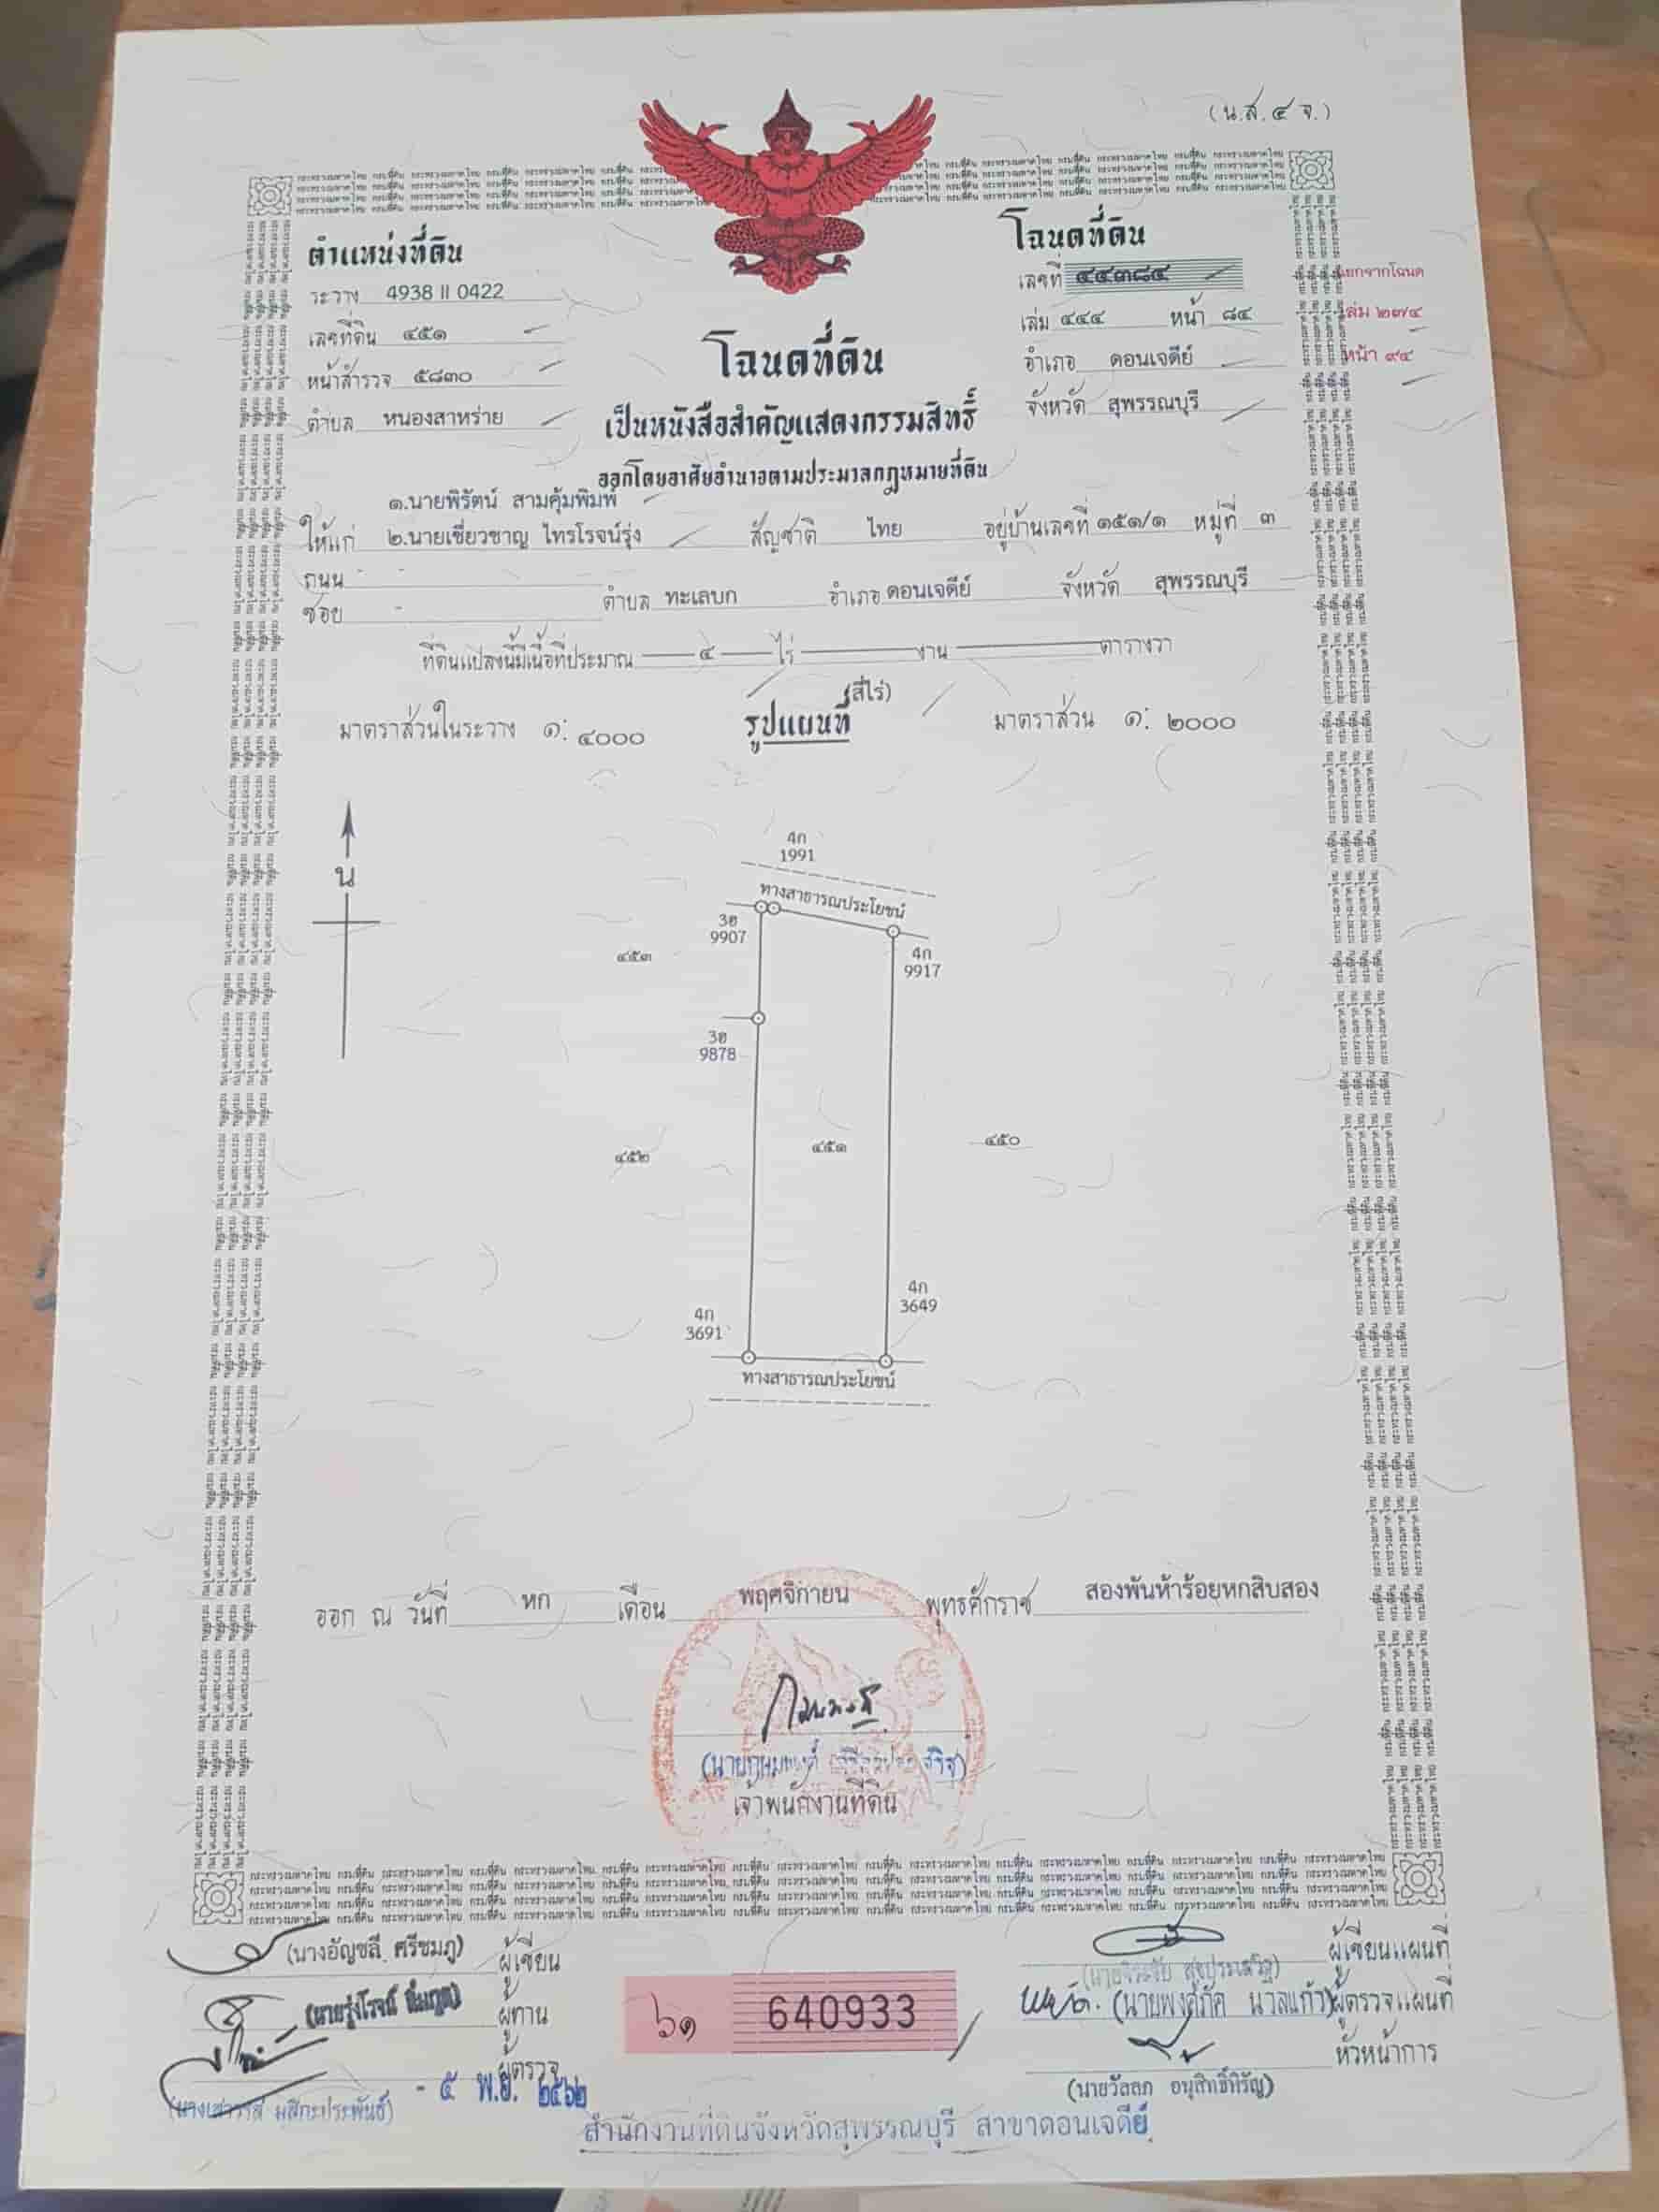 (น.ส.๔ จ.)
ตำแหน่งที่ดิน
ระวาง 4938 II 0422
เลขที่ดิน ๔๕๑
หน้าสำรวจ ๕๘๓๐
ตำบล หนองสาหร่าย
โฉนดที่ดิน
เลขที่ ๔๔๓๘๔
เล่ม ๔๔๔ หน้า ๘๔
อำเภอ ดอนเจดีย์
จังหวัด สุพรรณบุรี
แยกจากโฉนด
เล่ม ๒๗๔
หน้า ๙๔
โฉนดที่ดิน
เป็นหนังสือสำคัญแสดงกรรมสิทธิ์
ออกโดยอาศัยอำนาจตามประมวลกฎหมายที่ดิน
๑.นายพิรัตน์ สามคุ้มพิมพ์
ให้แก่ ๒.นายเชี่ยวชาญ ไทรโรจน์รุ่ง สัญชาติ ไทย อยู่บ้านเลขที่ ๑๕๑/๑ หมู่ที่ ๓
ถนน -
ซอย - ตำบล ทะเลบก อำเภอ ดอนเจดีย์ จังหวัด สุพรรณบุรี
ที่ดินแปลงนี้มีเนื้อที่ประมาณ ๔ ไร่ งาน ตารางวา
(สี่ไร่)
มาตราส่วนในระวาง ๑: ๔๐๐๐ รูปแผนที่ มาตราส่วน ๑: ๒๐๐๐
น
4ก
1991
ทางสาธารณประโยชน์
3ฮ
9907
4ก
9917
๔๕๓
3ฮ
9878
๔๕๒
๔๕๑
๔๕๐
4ก
3691
4ก
3649
ทางสาธารณประโยชน์
ออก ณ วันที่ หก เดือน พฤศจิกายน พุทธศักราช สองพันห้าร้อยหกสิบสอง
เจ้าพนักงานที่ดิน
(นางอัญชลี ศรีชมภู) ผู้เขียน
ผู้ทาน
ผู้ตรวจ
- ๕ พ.ย. ๒๕๖๒
๖๑ 640933
ผู้เขียนแผนที่
(นายพงศ์ภัค นวลแก้ว) ผู้ตรวจแผนที่
หัวหน้าการ
(นายวัลลภ อนุสิทธิ์หิรัญ)
สำนักงานที่ดินจังหวัดสุพรรณบุรี สาขาดอนเจดีย์